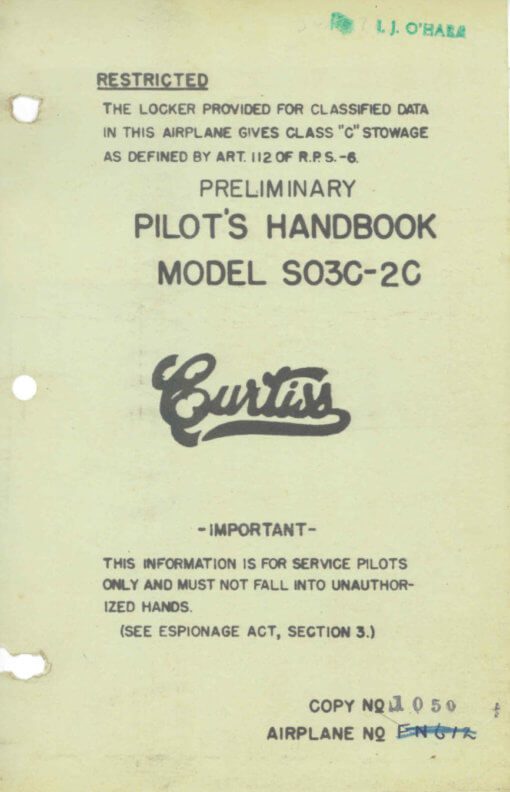 I. J. O'HARA
RESTRICTED
THE LOCKER PROVIDED FOR CLASSIFIED DATA
IN THIS AIRPLANE GIVES CLASS "C" STOWAGE
AS DEFINED BY ART. 112 OF R.P.S.-6.
PRELIMINARY
PILOT'S HANDBOOK
MODEL SO3C-2C
Curtiss
-IMPORTANT-
THIS INFORMATION IS FOR SERVICE PILOTS
ONLY AND MUST NOT FALL INTO UNAUTHOR-
IZED HANDS.
(SEE ESPIONAGE ACT, SECTION 3.)
COPY NO 1050
AIRPLANE NO